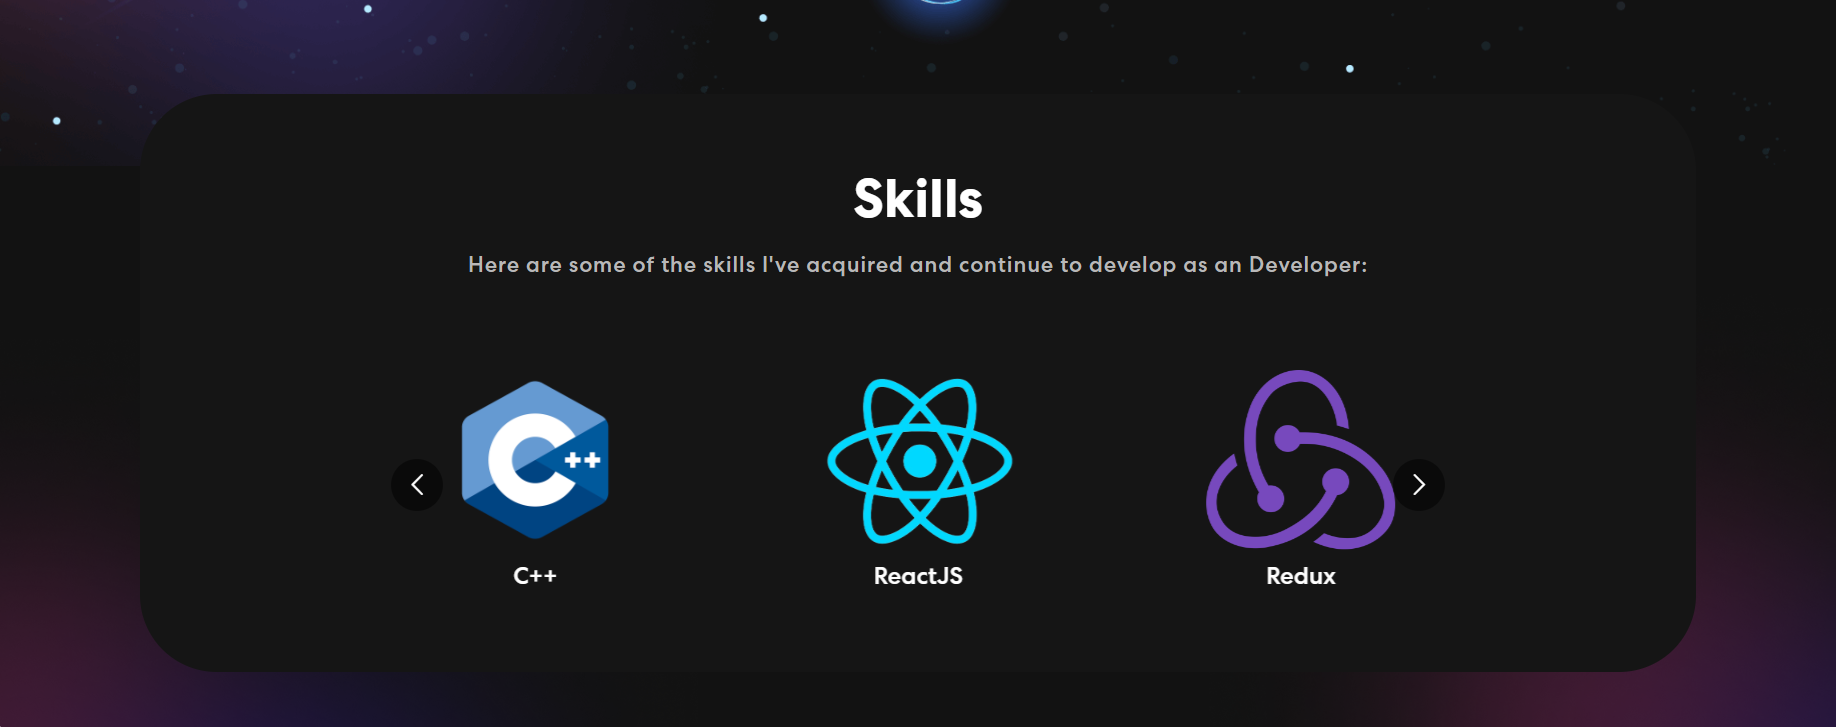 Skills
Here are some of the skills I've acquired and continue to develop as an Developer:
C++
C++ ReactJS Redux